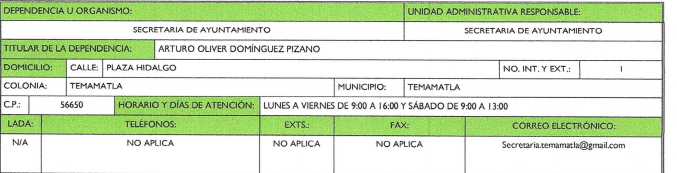 DEPENDENCIA U ORGANISMO: UNIDAD ADMINISTRATIVA RESPONSABLE:
SECRETARIA DE AYUNTAMIENTO SECRETARIA DE AYUNTAMIENTO
TITULAR DE LA DEPENDENCIA: ARTURO OLIVER DOMÍNGUEZ PIZANO
DOMICILIO: CALLE: PLAZA HIDALGO NO. INT. Y EXT.: 1
COLONIA: TEMAMATLA MUNICIPIO: TEMAMATLA
C.P.: 56650 HORARIO Y DÍAS DE ATENCIÓN: LUNES A VIERNES DE 9:00 A 16:00 Y SÁBADO DE 9:00 A 13:00
LADA: TELÉFONOS: EXTS.: FAX: CORREO ELECTRÓNICO:
N/A NO APLICA NO APLICA NO APLICA Secretaria.temamatla@gmail.com